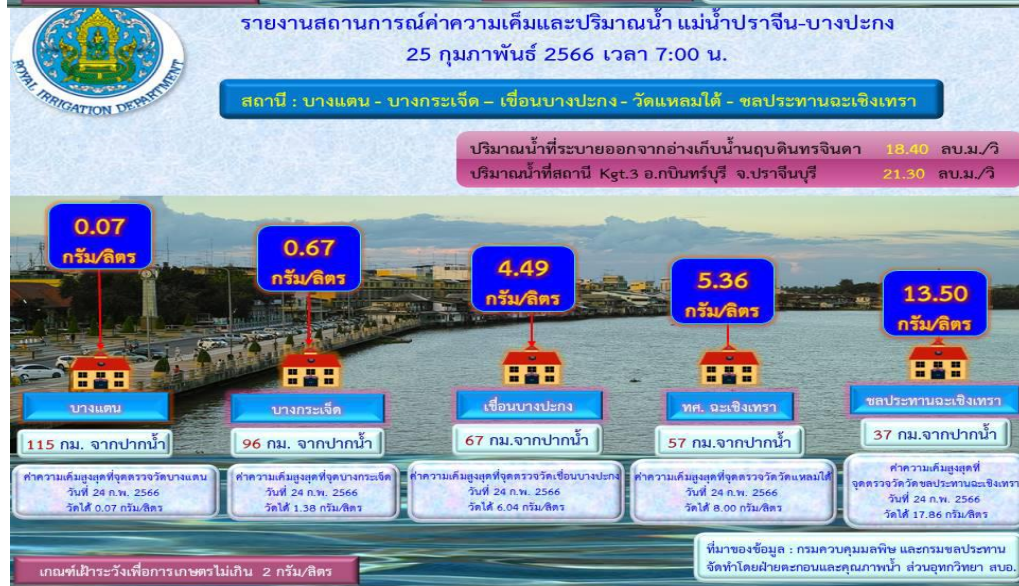 รายงานสถานการณ์ค่าความเค็มและปริมาณน้ำ แม่น้ำปราจีน-บางปะกง
25 กุมภาพันธ์ 2566 เวลา 7:00 น.
ROYAL IRRIGATION DEPARTMENT
สถานี : บางแตน - บางกระเจ็ด – เขื่อนบางปะกง - วัดแหลมใต้ - ชลประทานฉะเชิงเทรา
ปริมาณน้ำที่ระบายออกจากอ่างเก็บน้ำนฤบดินทรจินดา 18.40 ลบ.ม./วิ
ปริมาณน้ำที่สถานี Kgt.3 อ.กบินทร์บุรี จ.ปราจีนบุรี 21.30 ลบ.ม./วิ
0.07
กรัม/ลิตร
0.67
กรัม/ลิตร
4.49
กรัม/ลิตร
5.36
กรัม/ลิตร
13.50
กรัม/ลิตร
บางแตน
บางกระเจ็ด
เขื่อนบางปะกง
ทศ. ฉะเชิงเทรา
ชลประทานฉะเชิงเทรา
115 กม. จากปากน้ำ
96 กม. จากปากน้ำ
67 กม.จากปากน้ำ
57 กม.จากปากน้ำ
37 กม.จากปากน้ำ
ค่าความเค็มสูงสุดที่จุดตรวจวัดบางแตน
วันที่ 24 ก.พ. 2566
วัดได้ 0.07 กรัม/ลิตร
ค่าความเค็มสูงสุดที่จุดบางกระเจ็ด
วันที่ 24 ก.พ. 2566
วัดได้ 1.38 กรัม/ลิตร
ค่าความเค็มสูงสุดที่จุดตรวจวัดเขื่อนบางปะกง
วันที่ 24 ก.พ. 2566
วัดได้ 6.04 กรัม/ลิตร
ค่าความเค็มสูงสุดที่จุดตรวจวัดวัดแหลมใต้
วันที่ 24 ก.พ. 2566
วัดได้ 8.00 กรัม/ลิตร
ค่าความเค็มสูงสุดที่
จุดตรวจวัดวัดชลประทานฉะเชิงเทรา
วันที่ 24 ก.พ. 2566
วัดได้ 17.86 กรัม/ลิตร
เกณฑ์เฝ้าระวังเพื่อการเกษตรไม่เกิน 2 กรัม/ลิตร
ที่มาของข้อมูล : กรมควบคุมมลพิษ และกรมชลประทาน
จัดทำโดยฝ่ายตะกอนและคุณภาพน้ำ ส่วนอุทกวิทยา สบอ.